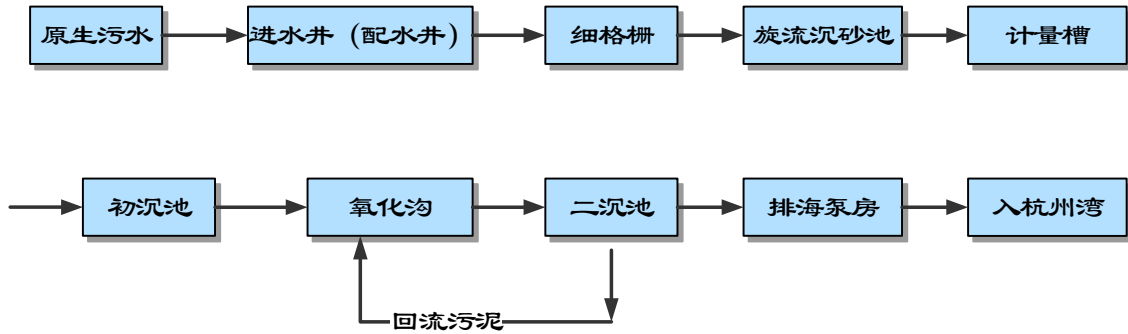 原生污水
进水井（配水井）
细格栅
旋流沉砂池
计量槽
初沉池
氧化沟
二沉池
排海泵房
入杭州湾
回流污泥